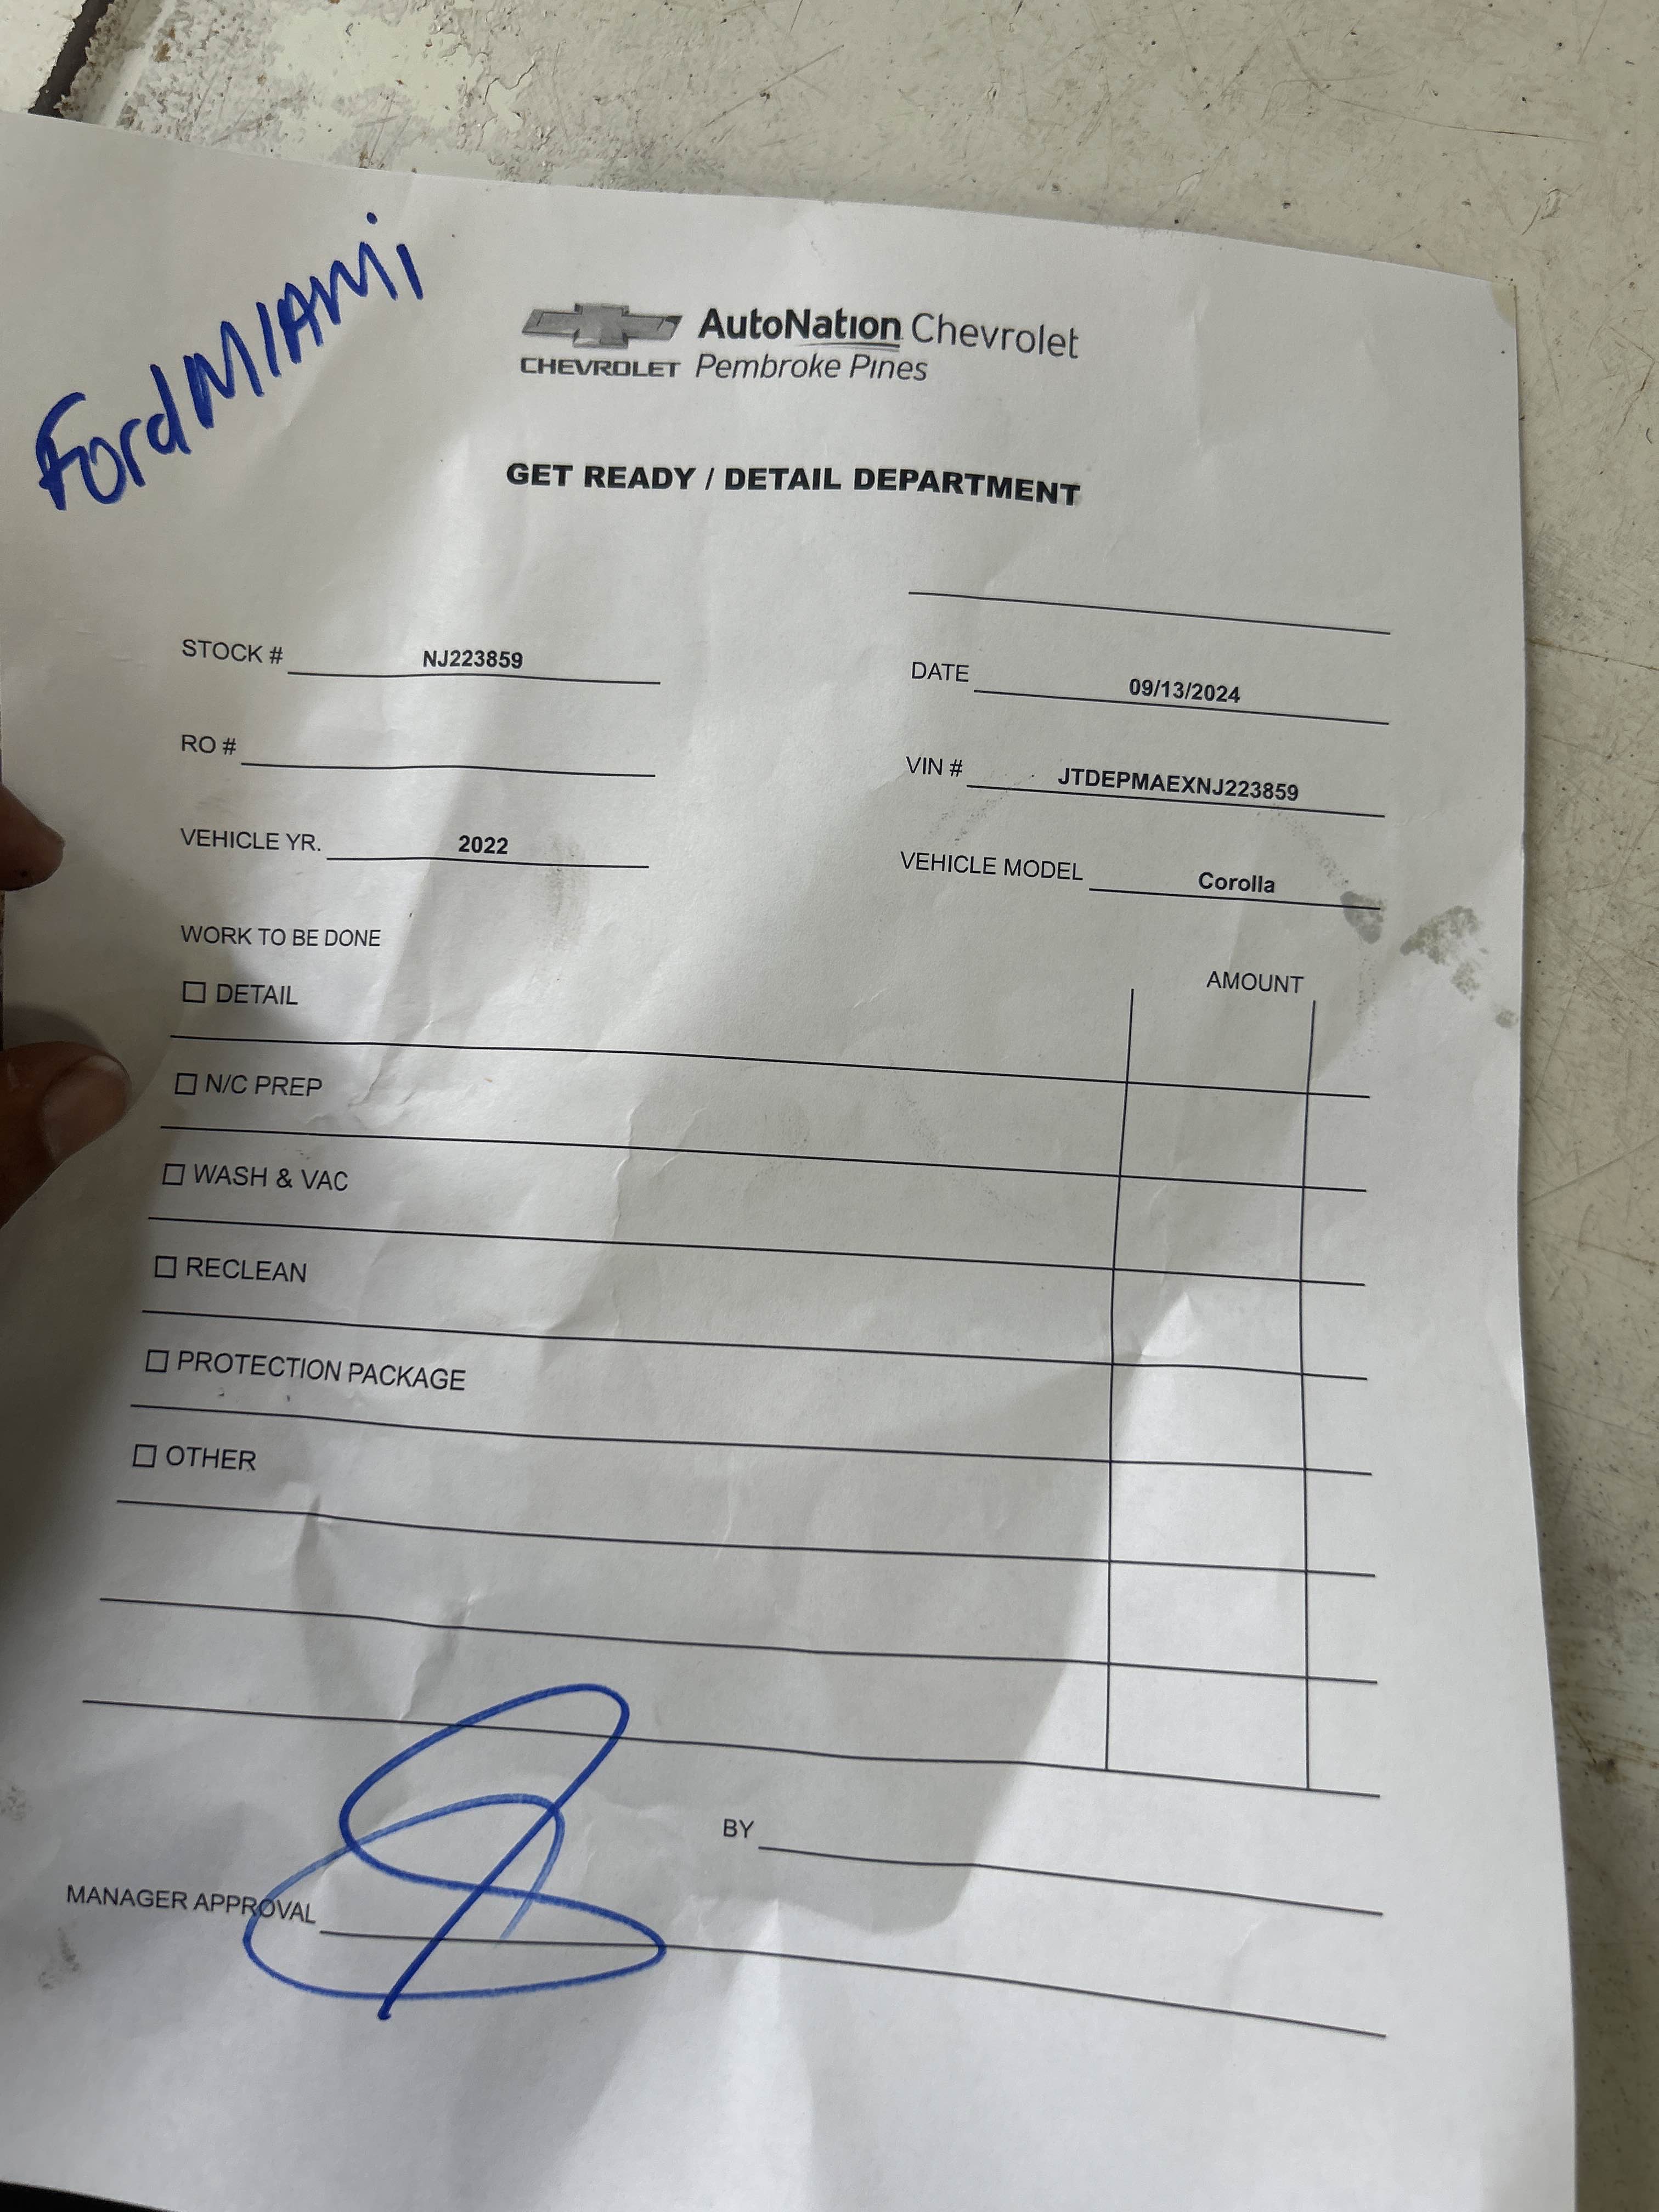 Ford MIAMi
AutoNation Chevrolet
CHEVROLET Pembroke Pines
GET READY / DETAIL DEPARTMENT
STOCK # NJ223859
DATE 09/13/2024
RO #
VIN # JTDEPMAEXNJ223859
VEHICLE YR. 2022
VEHICLE MODEL Corolla
WORK TO BE DONE
AMOUNT
DETAIL
N/C PREP
WASH & VAC
RECLEAN
PROTECTION PACKAGE
OTHER
BY
MANAGER APPROVAL